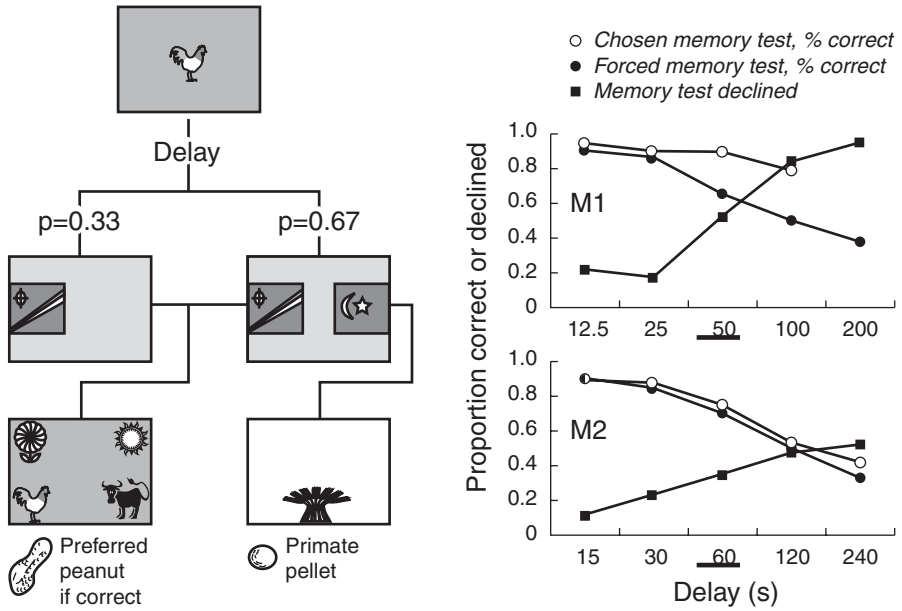 Delay
p=0.33
p=0.67
Preferred
peanut
if correct
Primate
pellet
Chosen memory test, % correct
Forced memory test, % correct
Memory test declined
Proportion correct or declined
1.0
0.8
0.6
0.4
0.2
0
M1
12.5 25 50 100 200
1.0
0.8
0.6
0.4
0.2
0
M2
15 30 60 120 240
Delay (s)